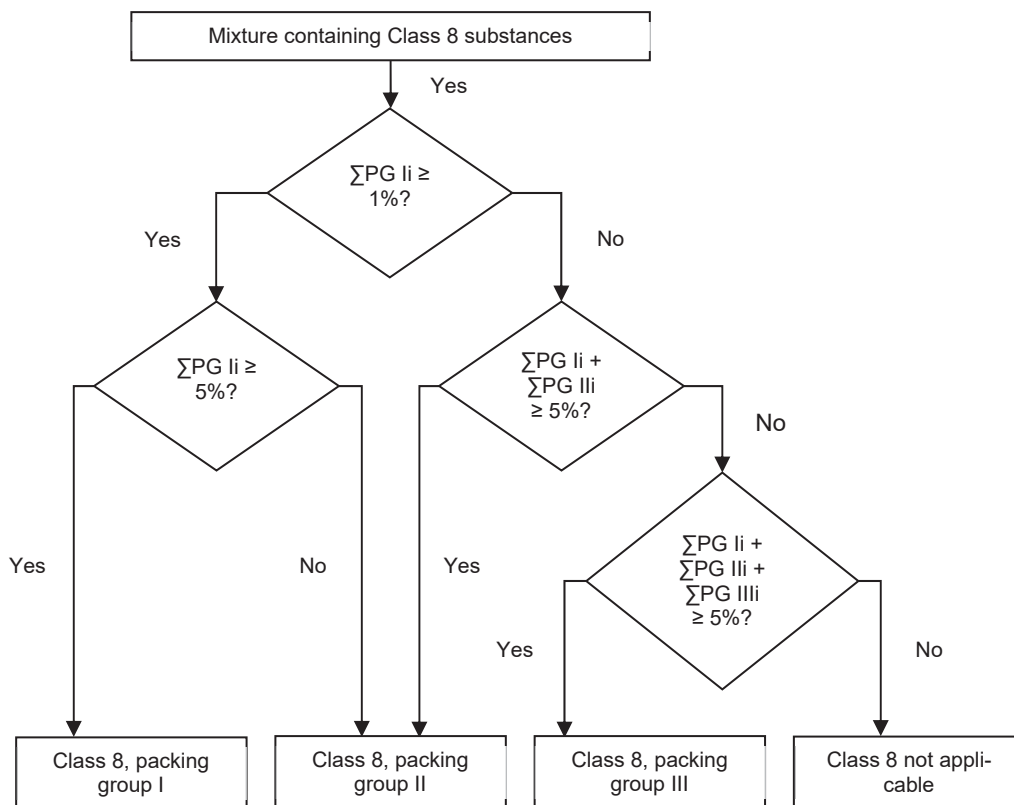 Mixture containing Class 8 substances
Yes
∑PG Ii ≥
1%?
Yes
No
∑PG Ii ≥
5%?
∑PG Ii +
∑PG IIi
≥ 5%?
No
∑PG Ii +
∑PG IIi +
∑PG IIIi
≥ 5%?
Yes
No
Yes
Yes
No
Class 8, packing
group I
Class 8, packing
group II
Class 8, packing
group III
Class 8 not appli-
cable